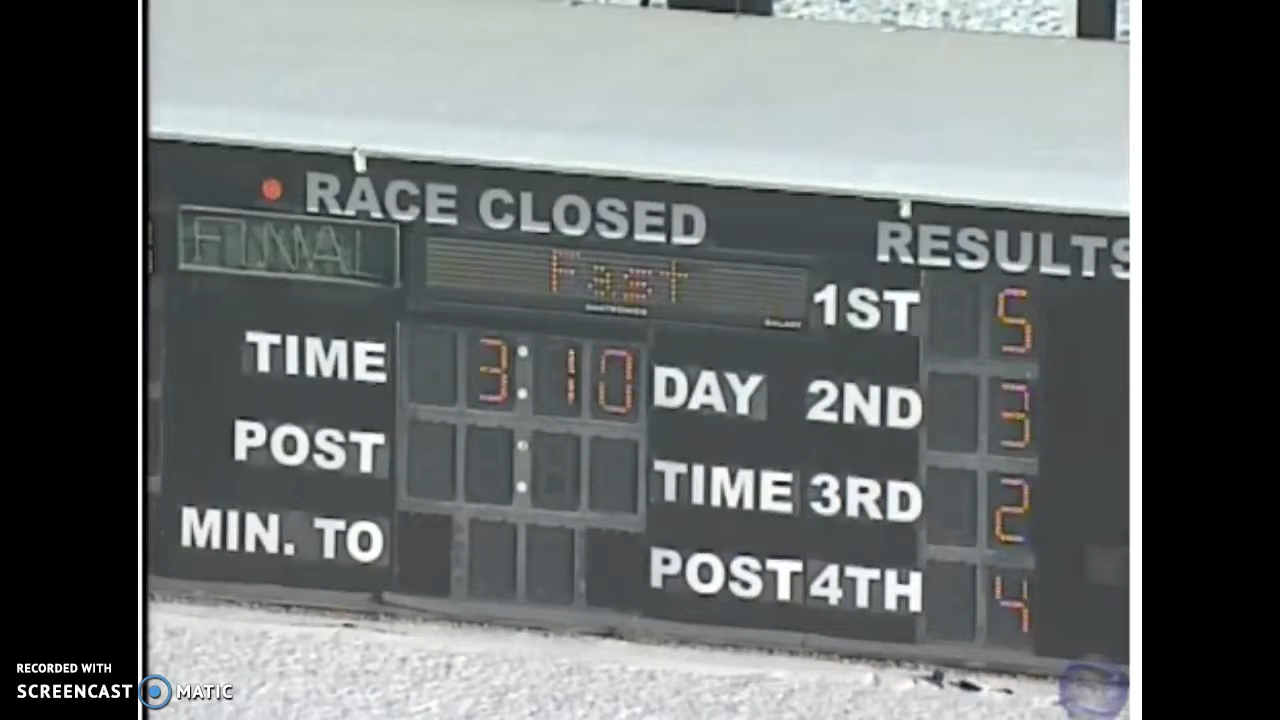 RACE CLOSED
RESULTS
FINAL
Fast
1ST 5
TIME 3:10 DAY 2ND 3
POST : TIME 3RD 2
MIN. TO POST 4TH 4
RECORDED WITH
SCREENCAST MATIC